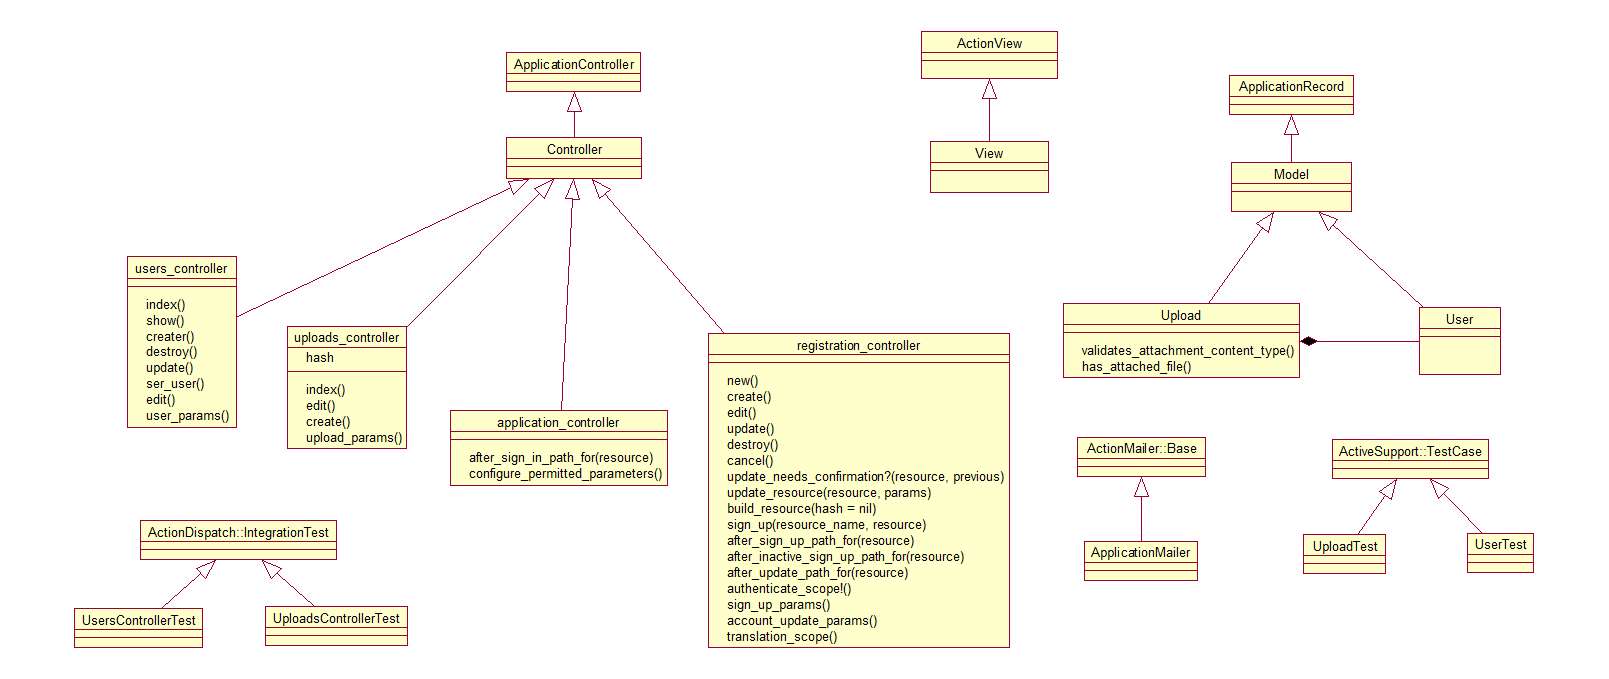 ApplicationController
Controller
users_controller
index()
show()
creater()
destroy()
update()
ser_user()
edit()
user_params()
uploads_controller
hash
index()
edit()
create()
upload_params()
application_controller
after_sign_in_path_for(resource)
configure_permitted_parameters()
registration_controller
new()
create()
edit()
update()
destroy()
cancel()
update_needs_confirmation?(resource, previous)
update_resource(resource, params)
build_resource(hash = nil)
sign_up(resource_name, resource)
after_sign_up_path_for(resource)
after_inactive_sign_up_path_for(resource)
after_update_path_for(resource)
authenticate_scope!()
sign_up_params()
account_update_params()
translation_scope()
ActionView
View
ApplicationRecord
Model
Upload
validates_attachment_content_type()
has_attached_file()
User
ActionDispatch::IntegrationTest
UsersControllerTest
UploadsControllerTest
ActionMailer::Base
ApplicationMailer
ActiveSupport::TestCase
UploadTest
UserTest